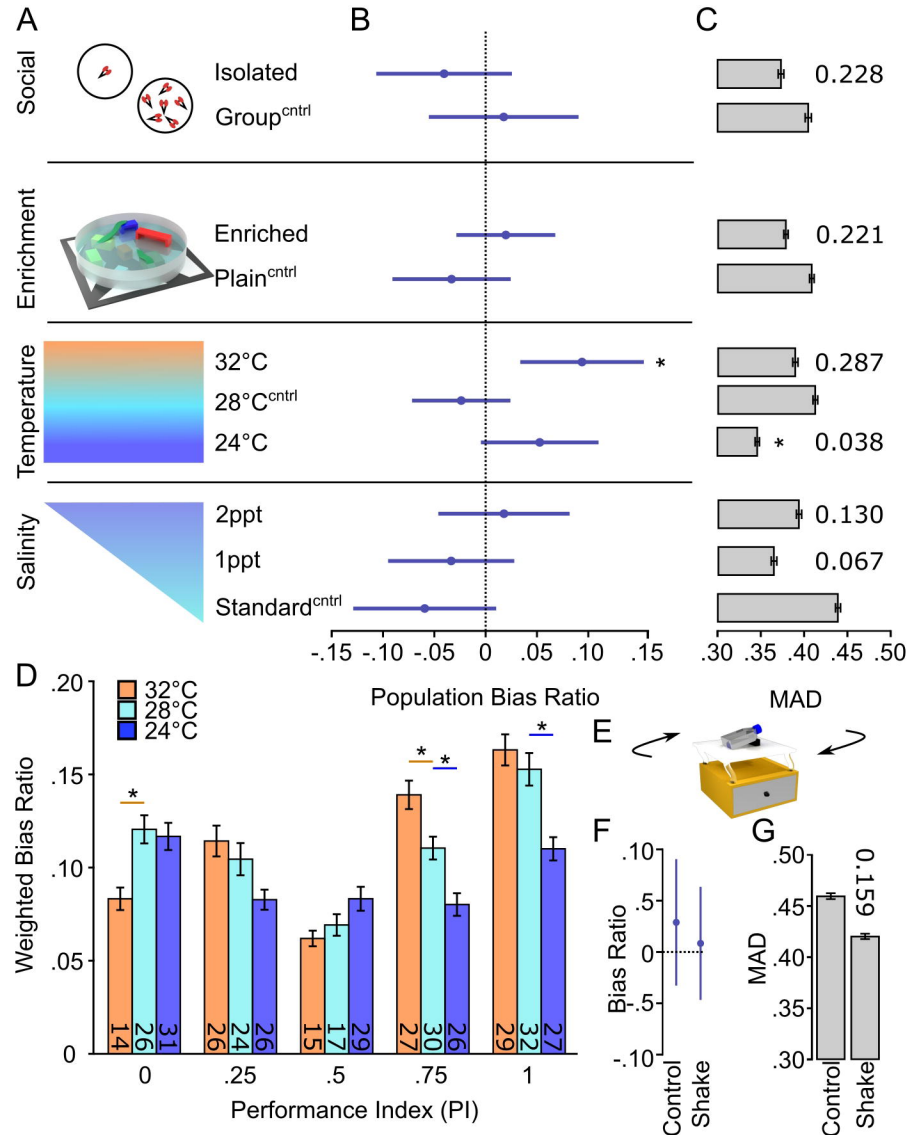 A
B
C
Social
Isolated
Group^cntrl
0.228
Enrichment
Enriched
Plain^cntrl
0.221
Temperature
32°C
28°C^cntrl
24°C
*
0.287
* 0.038
Salinity
2ppt
1ppt
Standard^cntrl
0.130
0.067
-.15 -.10 -.05 0 0.05 .10 .15
Population Bias Ratio
.30 .35 .40 .45 .50
MAD
D
32°C
28°C
24°C
Weighted Bias Ratio
.20
.15
.10
.05
0
*
* *
*
14 26 31 26 24 26 15 17 29 27 30 26 29 32 27
0 .25 .5 .75 1
Performance Index (PI)
E
F
Bias Ratio
.10
.5
0
-.5
-.10
Control
Shake
G
MAD
.50
.45
.40
.35
.30
0.159
Control
Shake